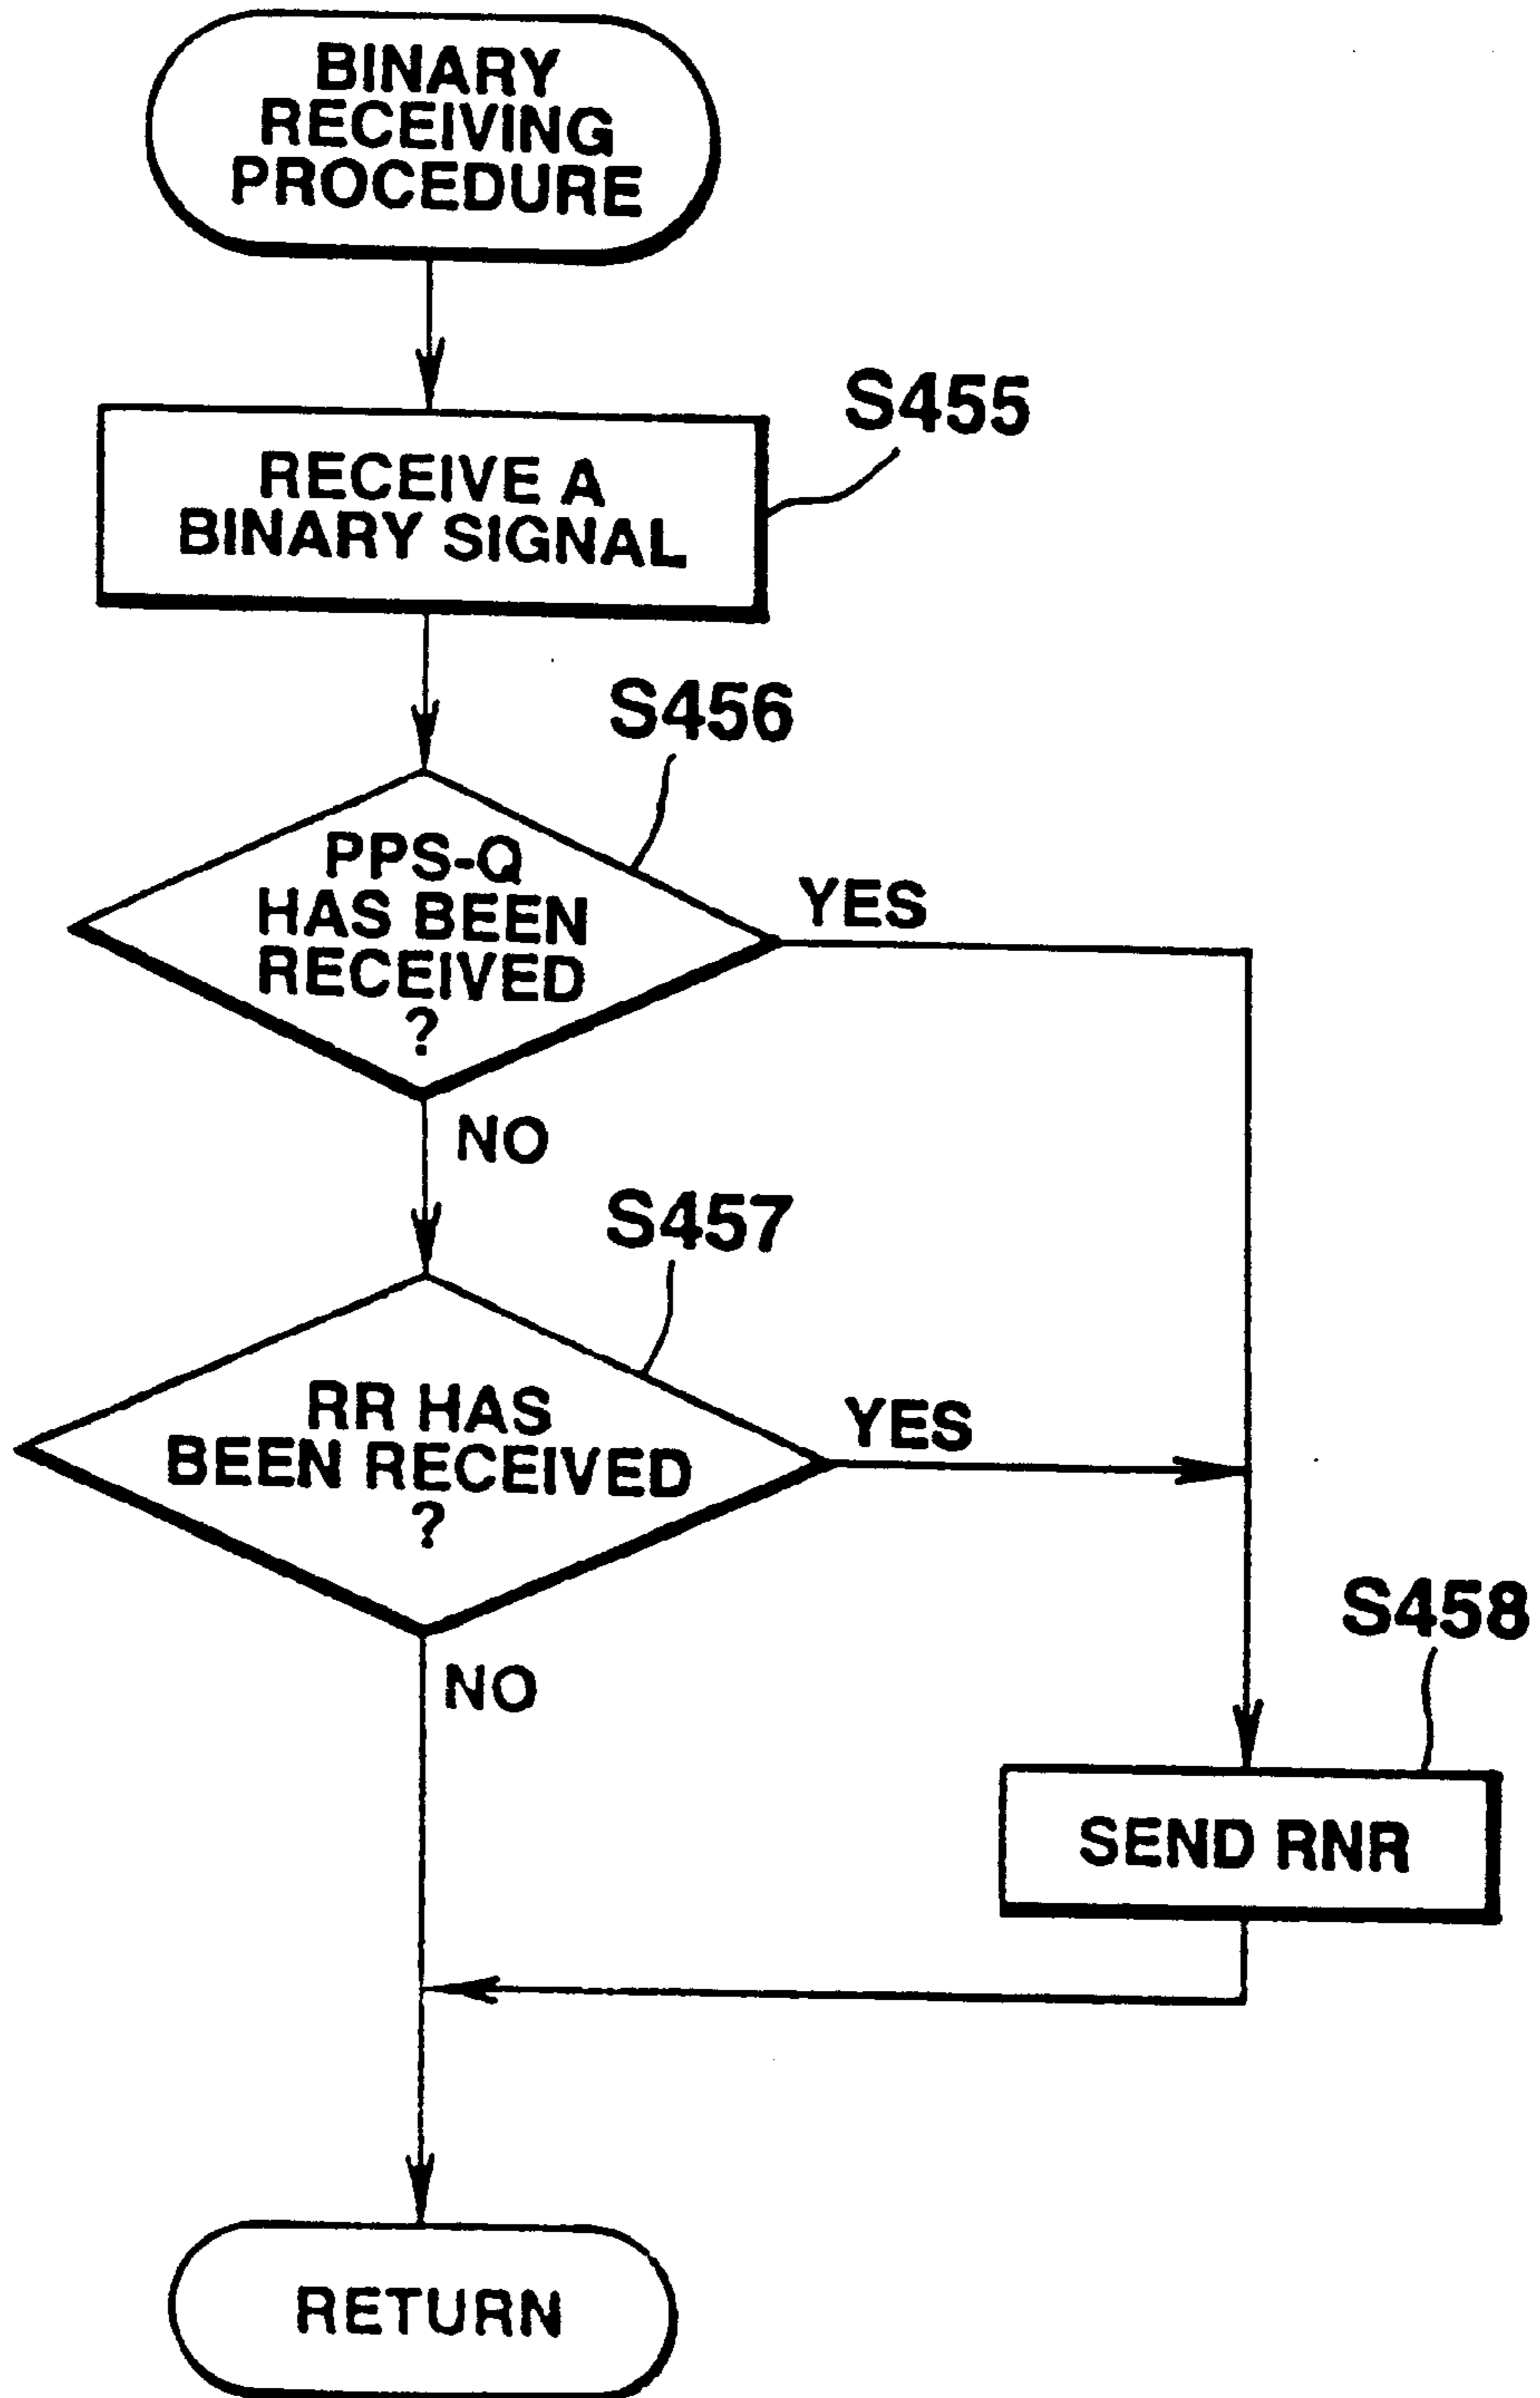 BINARY
RECEIVING
PROCEDURE
S455
RECEIVE A
BINARY SIGNAL
S456
PPS-Q
HAS BEEN
RECEIVED
?
YES
NO
S457
RR HAS
BEEN RECEIVED
?
YES
NO
S458
SEND RNR
RETURN